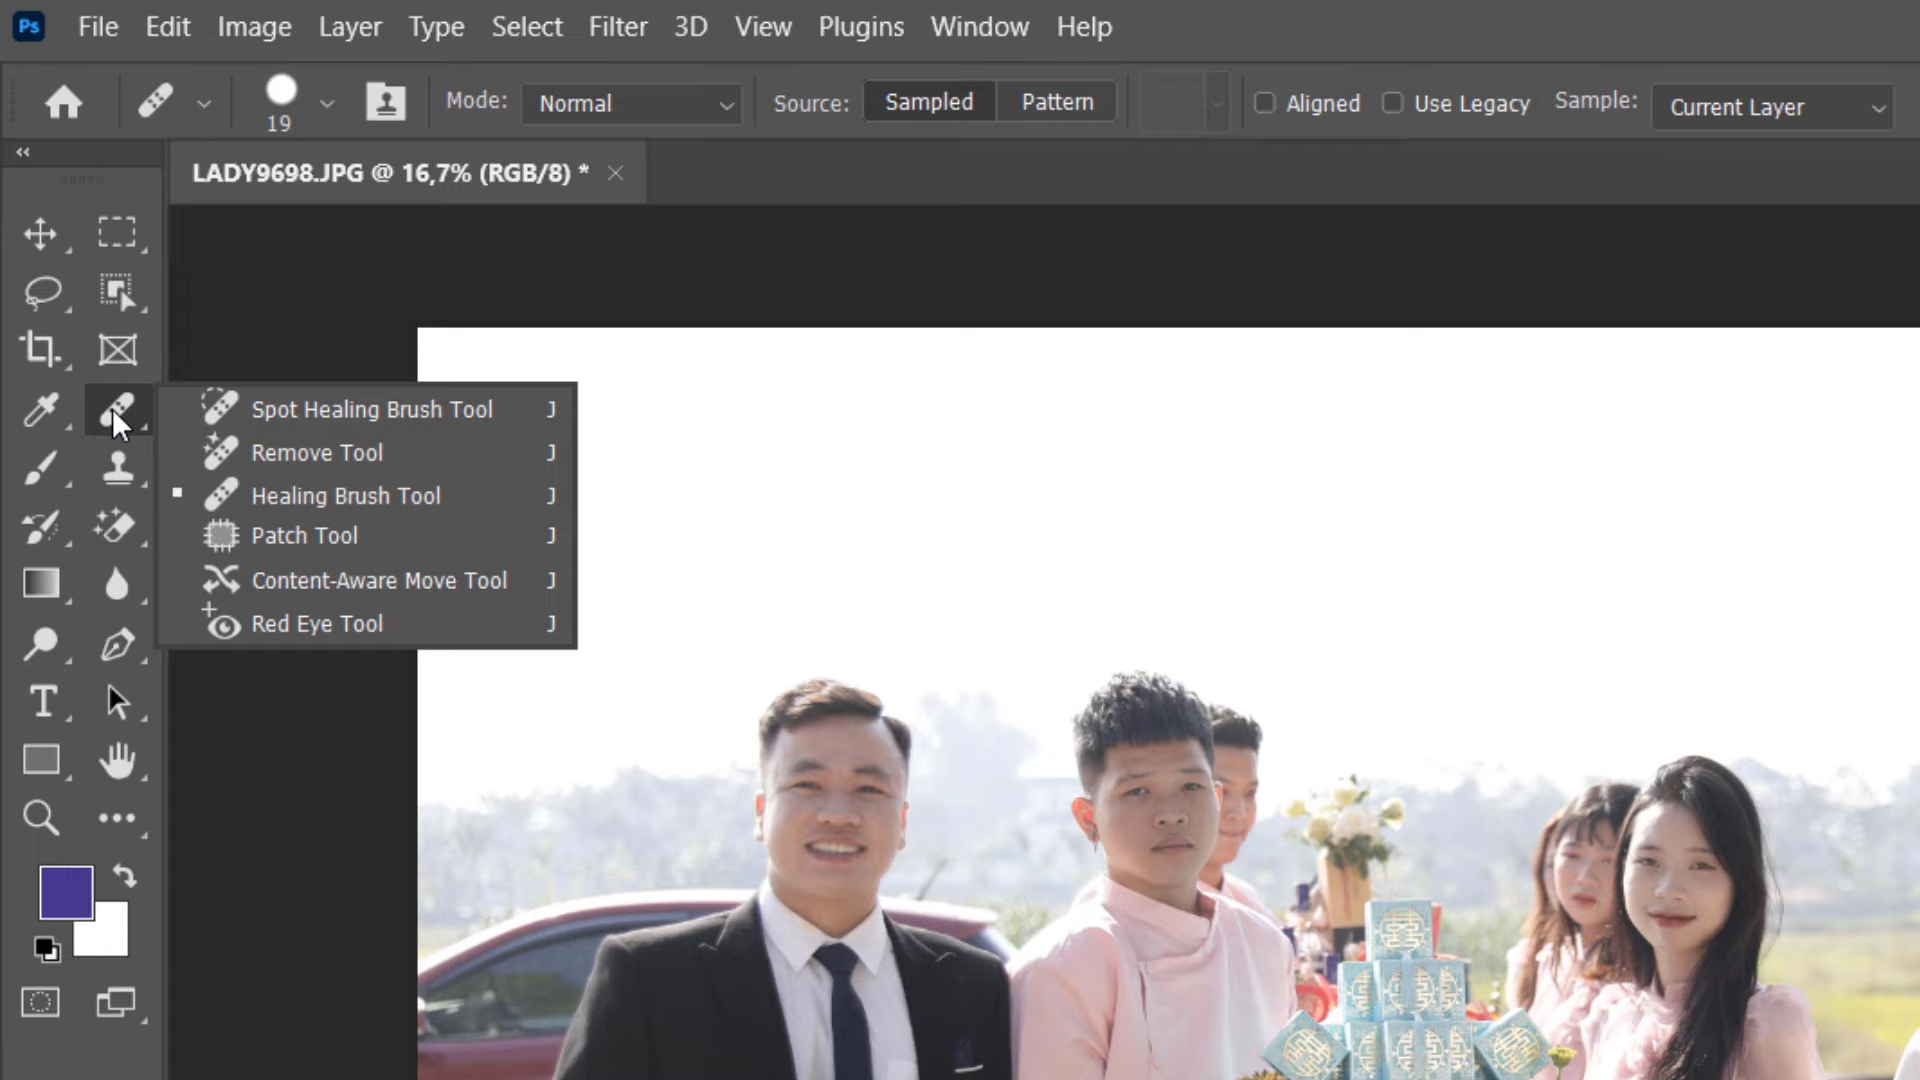 Ps File Edit Image Layer Type Select Filter 3D View Plugins Window Help
19 Mode: Normal Source: Sampled Pattern Aligned Use Legacy Sample: Current Layer
LADY9698.JPG @ 16,7% (RGB/8) *
Spot Healing Brush Tool J
Remove Tool J
Healing Brush Tool J
Patch Tool J
Content-Aware Move Tool J
Red Eye Tool J